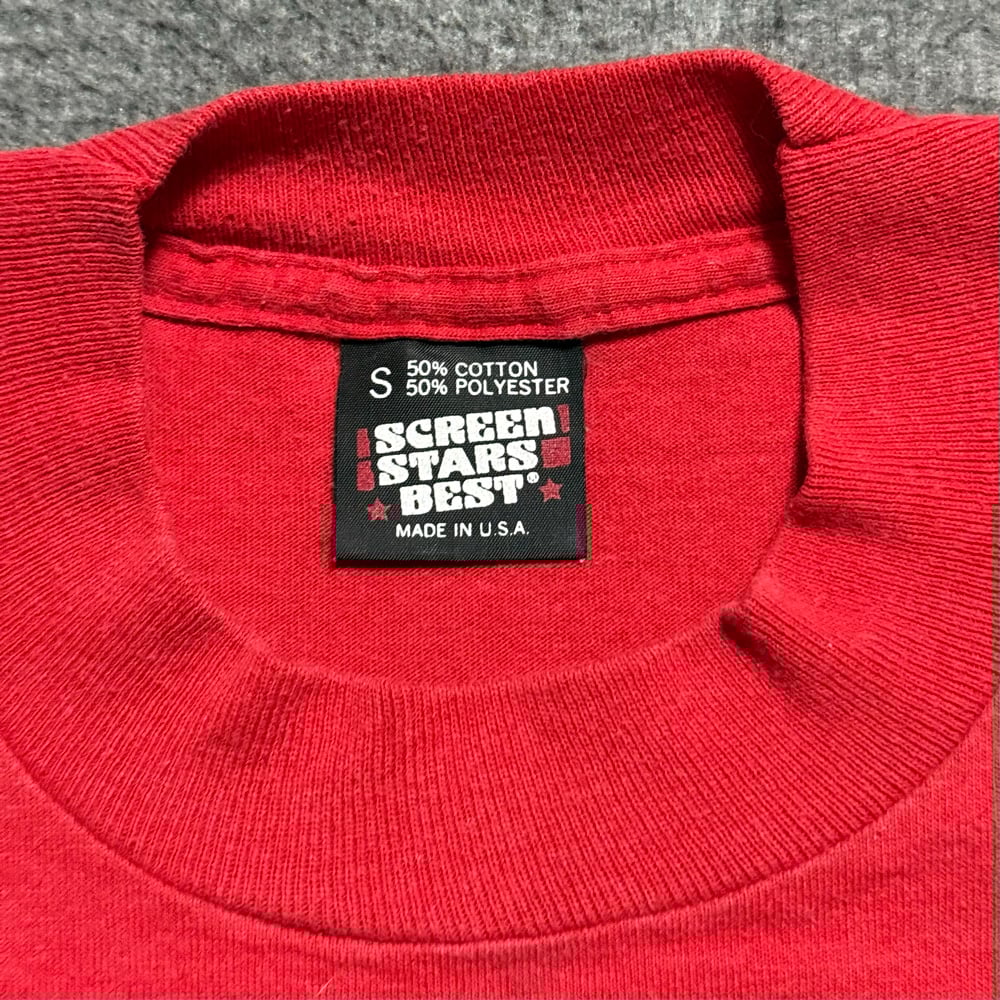 S 50% COTTON
50% POLYESTER
SCREEN
STARS
BEST®
MADE IN U.S.A.